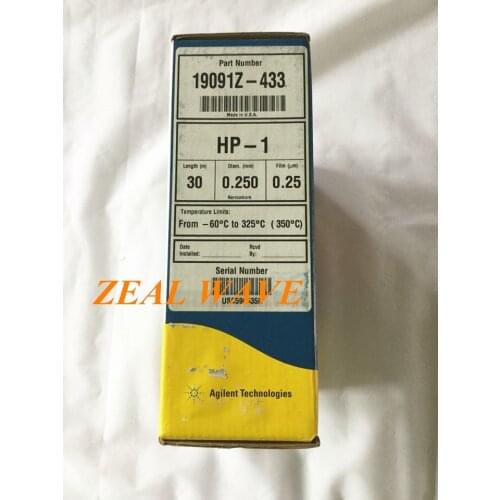 Part Number
19091Z-433
Made in U.S.A.
HP-1
Length (m) Diam. (mm) Film (µm)
30 0.250 0.25
Narrowbore
Temperature Limits:
From -60°C to 325°C (350°C)
Date Rcvd
Installed: By:
Serial Number
ZEAL WAVE
Agilent Technologies